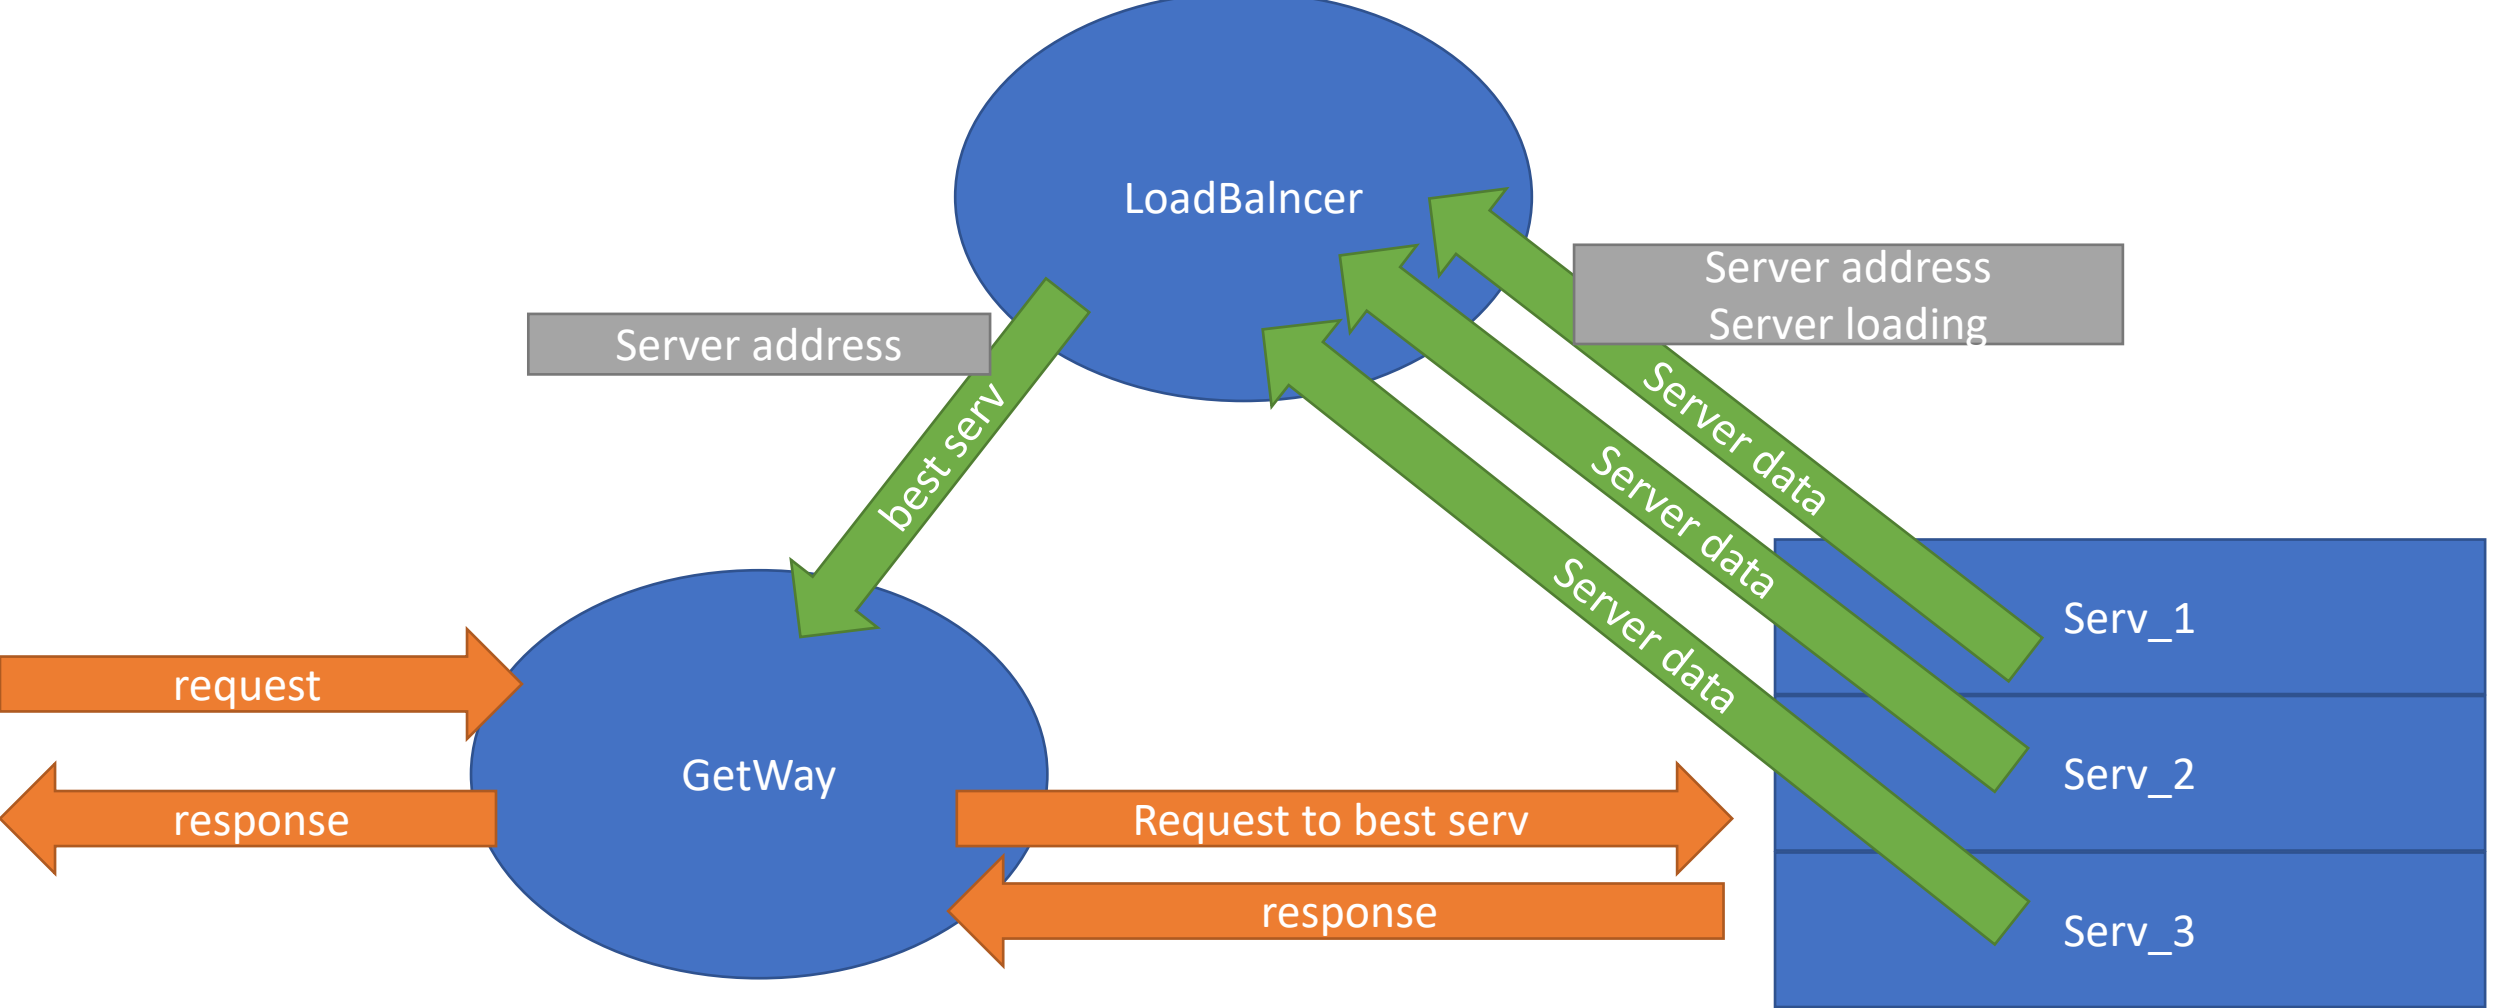 LoadBalncer
Server address
Server loading
Server address
best serv
Server data
Server data
Server data
Serv_1
request
GetWay
Serv_2
response
Request to best serv
response
Serv_3